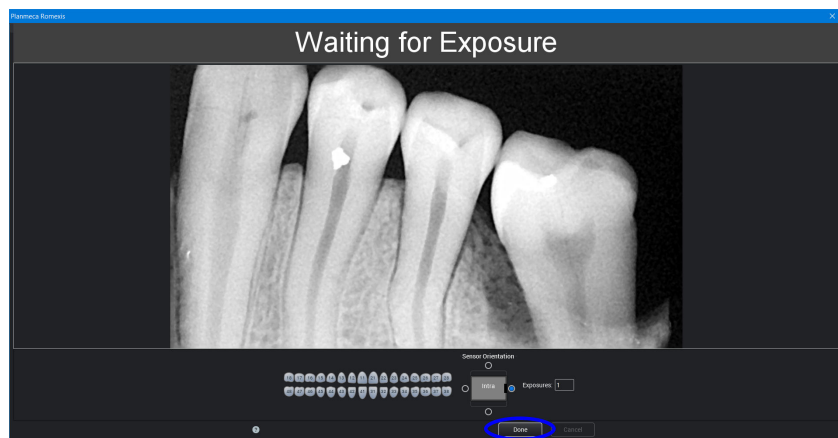 Planmeca Romexis
Waiting for Exposure
Sensor Orientation
Intra
Exposures: 1
Done
Cancel